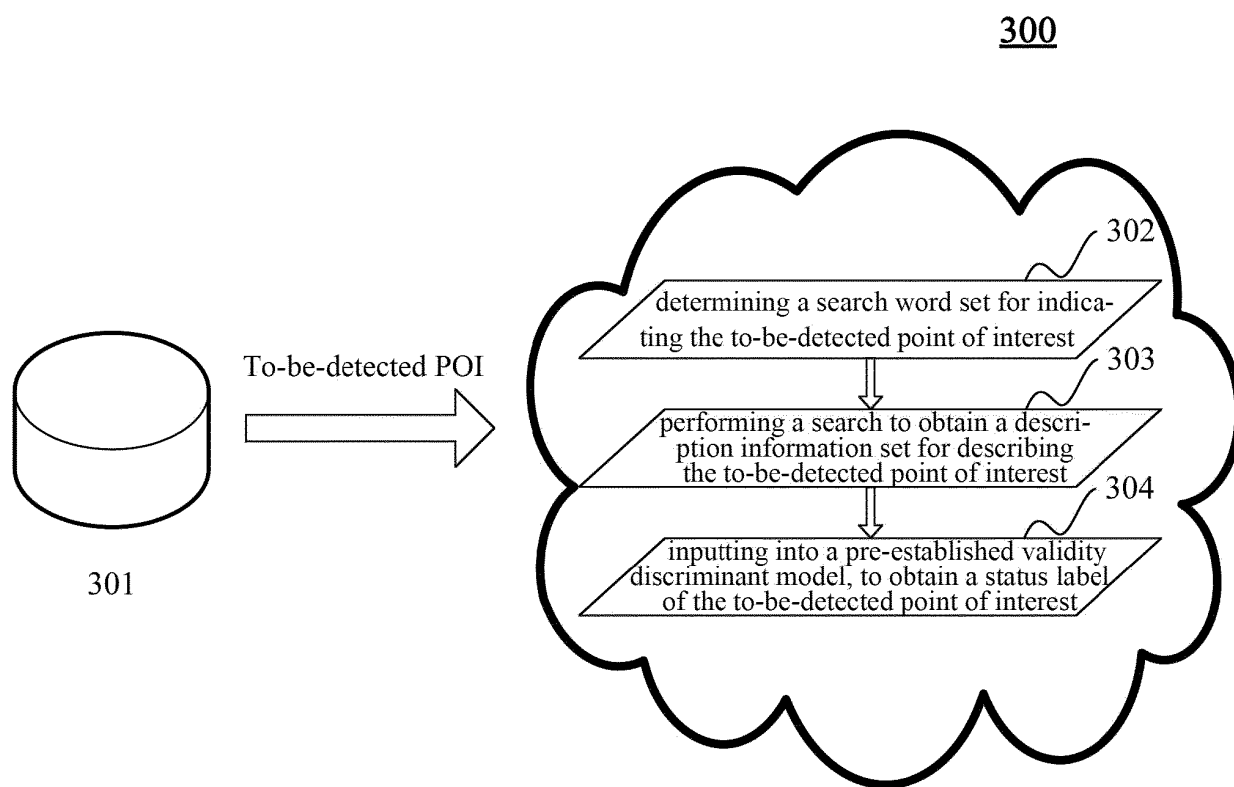 300
302
determining a search word set for indica-
ting the to-be-detected point of interest
To-be-detected POI
303
performing a search to obtain a descri-
ption information set for describing
the to-be-detected point of interest
304
inputting into a pre-established validity
discriminant model, to obtain a status label
of the to-be-detected point of interest
301